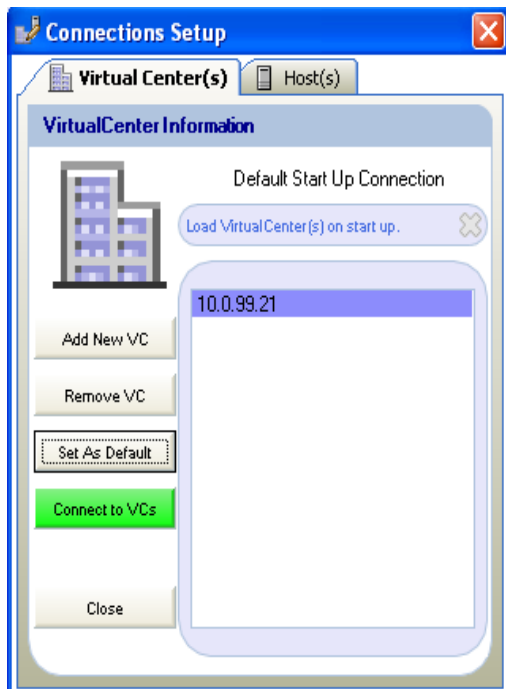 Connections Setup
Virtual Center(s) Host(s)
VirtualCenter Information
Default Start Up Connection
Load VirtualCenter(s) on start up.
10.0.99.21
Add New VC
Remove VC
Set As Default
Connect to VCs
Close